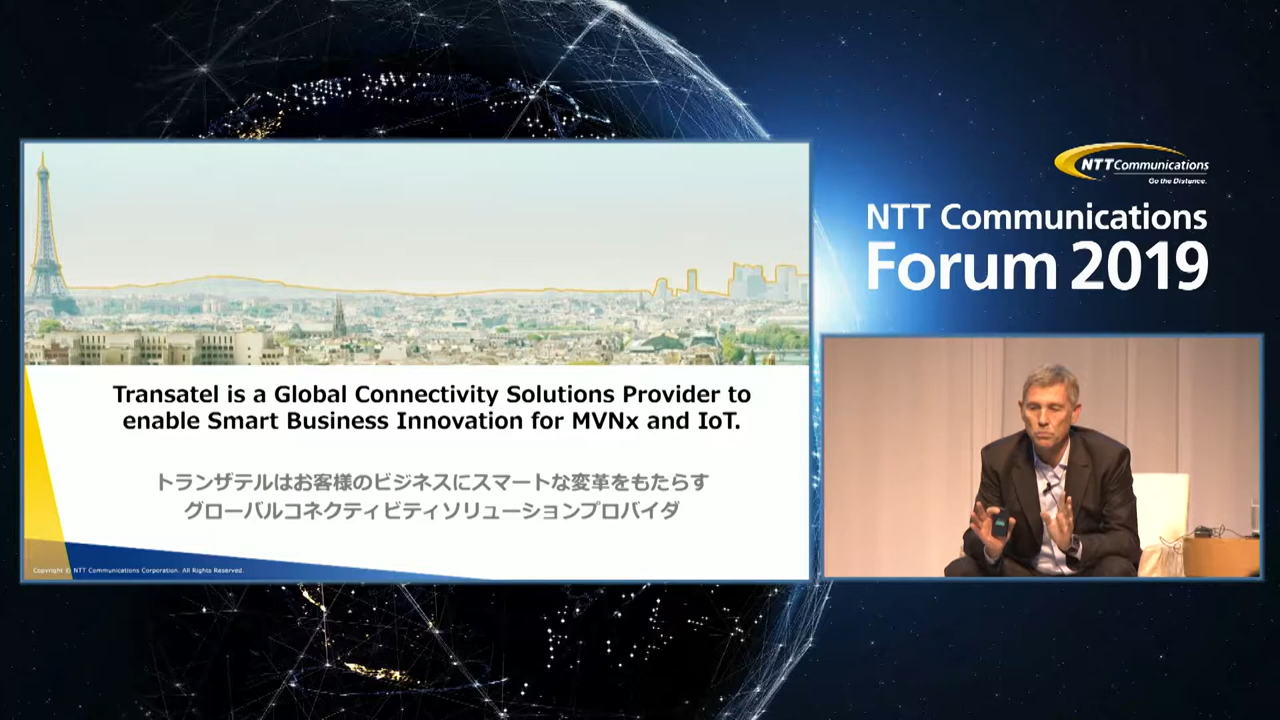 Transatel is a Global Connectivity Solutions Provider to
enable Smart Business Innovation for MVNx and IoT.
トランザテルはお客様のビジネスにスマートな変革をもたらす
グローバルコネクティビティソリューションプロバイダ
Copyright © NTT Communications Corporation. All Rights Reserved.
NTT Communications
Go the Distance.
NTT Communications
Forum 2019